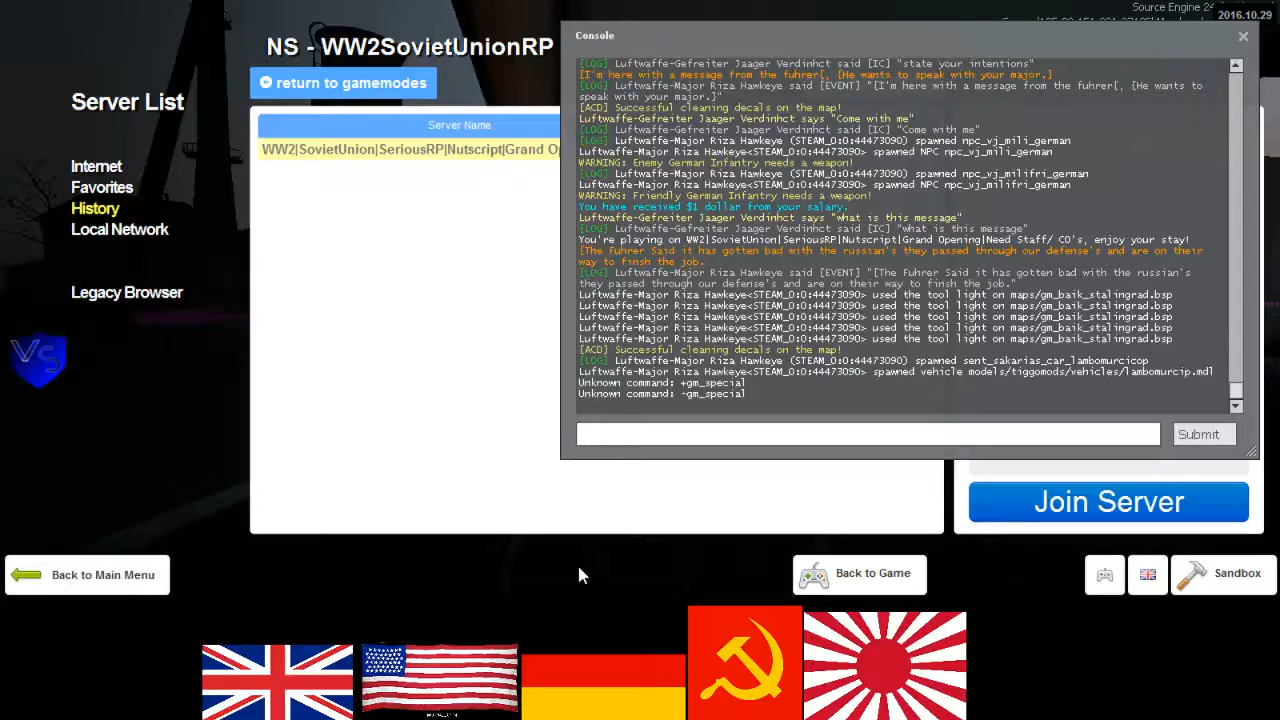 Source Engine 24
2016.10.29
NS - WW2SovietUnionRP
return to gamemodes
Server List
Internet
Favorites
History
Local Network
Legacy Browser
Server Name
WW2|SovietUnion|SeriousRP|Nutscript|Grand Op
Console
[LOG] Luftwaffe-Gefreiter Jaager Verdinhct said [IC] "state your intentions"
[I'm here with a message from the fuhrer[, {He wants to speak with your major.}
[LOG] Luftwaffe-Major Riza Hawkeye said [EVENT] "[I'm here with a message from the fuhrer[, {He wants to
speak with your major.}"
[ACD] Successful cleaning decals on the map!
Luftwaffe-Gefreiter Jaager Verdinhct says "Come with me"
[LOG] Luftwaffe-Gefreiter Jaager Verdinhct said [IC] "Come with me"
[LOG] Luftwaffe-Major Riza Hawkeye (STEAM_0:0:44473090) spawned NPC npc_vj_mili_german
Luftwaffe-Major Riza Hawkeye<STEAM_0:0:44473090> spawned NPC npc_vj_mili_german
WARNING: Enemy German Infantry needs a weapon!
[LOG] Luftwaffe-Major Riza Hawkeye (STEAM_0:0:44473090) spawned NPC npc_vj_milifri_german
Luftwaffe-Major Riza Hawkeye<STEAM_0:0:44473090> spawned NPC npc_vj_milifri_german
WARNING: Friendly German Infantry needs a weapon!
You have received $1 dollar from your salary.
Luftwaffe-Gefreiter Jaager Verdinhct says "what is this message"
[LOG] Luftwaffe-Gefreiter Jaager Verdinhct said [IC] "what is this message"
You're playing on WW2|SovietUnion|SeriousRP|Nutscript|Grand Opening|Need Staff/ CO's, enjoy your stay!
[The Fuhrer Said it has gotten bad with the russian's they passed through our defense's and are on their
way to finsh the job.
[LOG] Luftwaffe-Major Riza Hawkeye said [EVENT] "[The Fuhrer Said it has gotten bad with the russian's
they passed through our defense's and are on their way to finsh the job."
Luftwaffe-Major Riza Hawkeye<STEAM_0:0:44473090> used the tool light on maps/gm_baik_stalingrad.bsp
Luftwaffe-Major Riza Hawkeye<STEAM_0:0:44473090> used the tool light on maps/gm_baik_stalingrad.bsp
Luftwaffe-Major Riza Hawkeye<STEAM_0:0:44473090> used the tool light on maps/gm_baik_stalingrad.bsp
Luftwaffe-Major Riza Hawkeye<STEAM_0:0:44473090> used the tool light on maps/gm_baik_stalingrad.bsp
Luftwaffe-Major Riza Hawkeye<STEAM_0:0:44473090> used the tool light on maps/gm_baik_stalingrad.bsp
[ACD] Successful cleaning decals on the map!
[LOG] Luftwaffe-Major Riza Hawkeye (STEAM_0:0:44473090) spawned sent_sakarias_car_lambomurcicop
Luftwaffe-Major Riza Hawkeye<STEAM_0:0:44473090> spawned vehicle models/tiggomods/vehicles/lambomurcip.mdl
Unknown command: +gm_special
Unknown command: -gm_special
Submit
Join Server
VS
Back to Main Menu
Back to Game
Sandbox